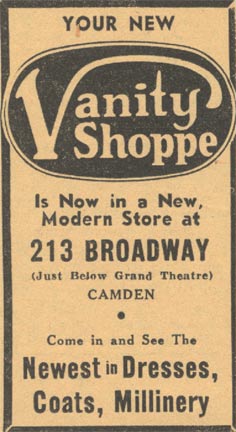 YOUR NEW
Vanity
Shoppe
Is Now in a New,
Modern Store at
213 BROADWAY
(Just Below Grand Theatre)
CAMDEN
•
Come in and See The
Newest in Dresses,
Coats, Millinery